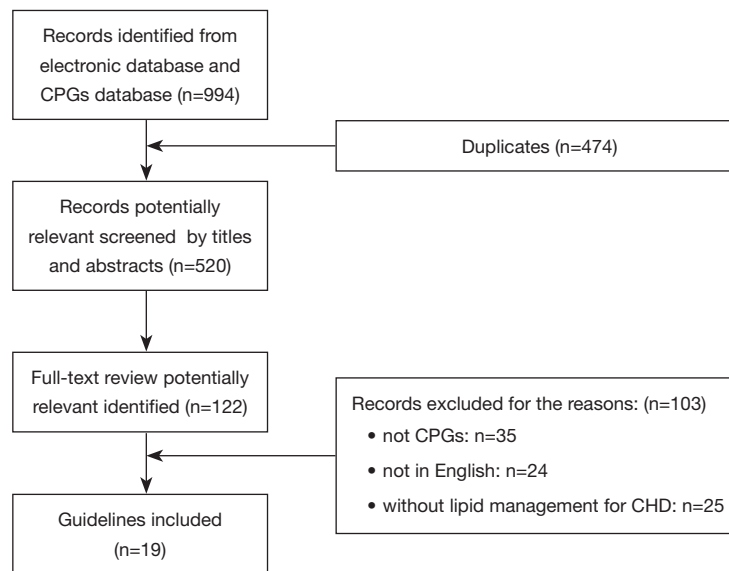 Records identified from
electronic database and
CPGs database (n=994)
Duplicates (n=474)
Records potentially
relevant screened by titles
and abstracts (n=520)
Full-text review potentially
relevant identified (n=122)
Records excluded for the reasons: (n=103)
• not CPGs: n=35
• not in English: n=24
• without lipid management for CHD: n=25
Guidelines included
(n=19)